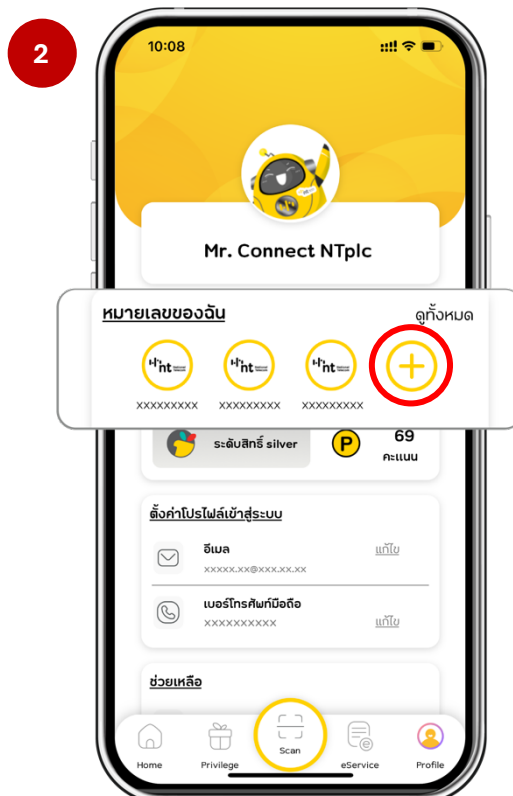 2
10:08
Mr. Connect NTplc
หมายเลขของฉัน ดูทั้งหมด
nt nt nt
xxxxxxxxx xxxxxxxxx xxxxxxxxx
ระดับสิทธิ์ silver P 69
คะแนน
ตั้งค่าโปรไฟล์เข้าสู่ระบบ
อีเมล แก้ไข
xxxxx.xx@xxx.xx.xx
เบอร์โทรศัพท์มือถือ
xxxxxxxxxx แก้ไข
ช่วยเหลือ
Home Privilege Scan eService Profile